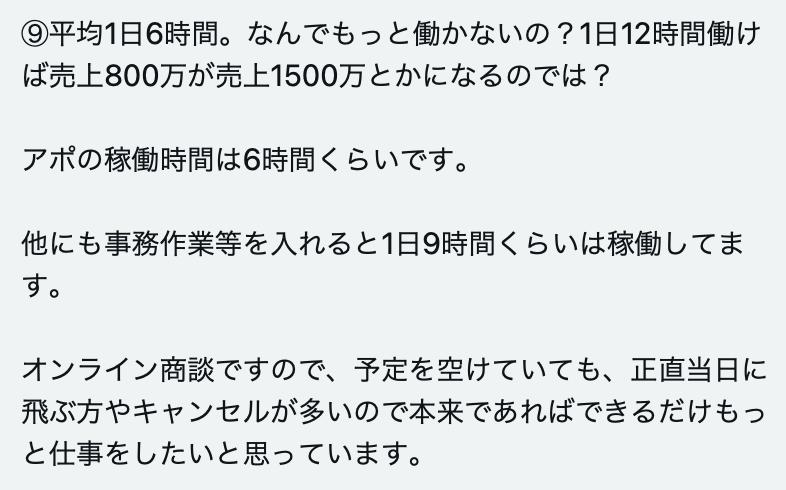 ⑨平均1日6時間。なんでもっと働かないの？1日12時間働け
ば売上800万が売上1500万とかになるのでは？
アポの稼働時間は6時間くらいです。
他にも事務作業等を入れると1日9時間くらいは稼働してま
す。
オンライン商談ですので、予定を空けていても、正直当日に
飛ぶ方やキャンセルが多いので本来であればできるだけもっ
と仕事をしたいと思っています。